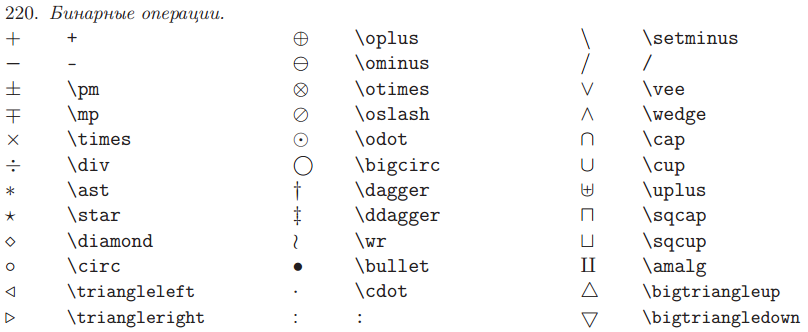 220. Бинарные операции.
+ + ⊕ \oplus \ \setminus
− - ⊖ \ominus / /
± \pm ⊗ \otimes ∨ \vee
∓ \mp ⊘ \oslash ∧ \wedge
× \times ⊙ \odot ∩ \cap
÷ \div ◯ \bigcirc ∪ \cup
∗ \ast † \dagger ⊎ \uplus
⋆ \star ‡ \ddagger ⊓ \sqcap
⋄ \diamond ≀ \wr ⊔ \sqcup
∘ \circ • \bullet ⨿ \amalg
◁ \triangleleft · \cdot △ \bigtriangleup
▷ \triangleright : : ▽ \bigtriangledown